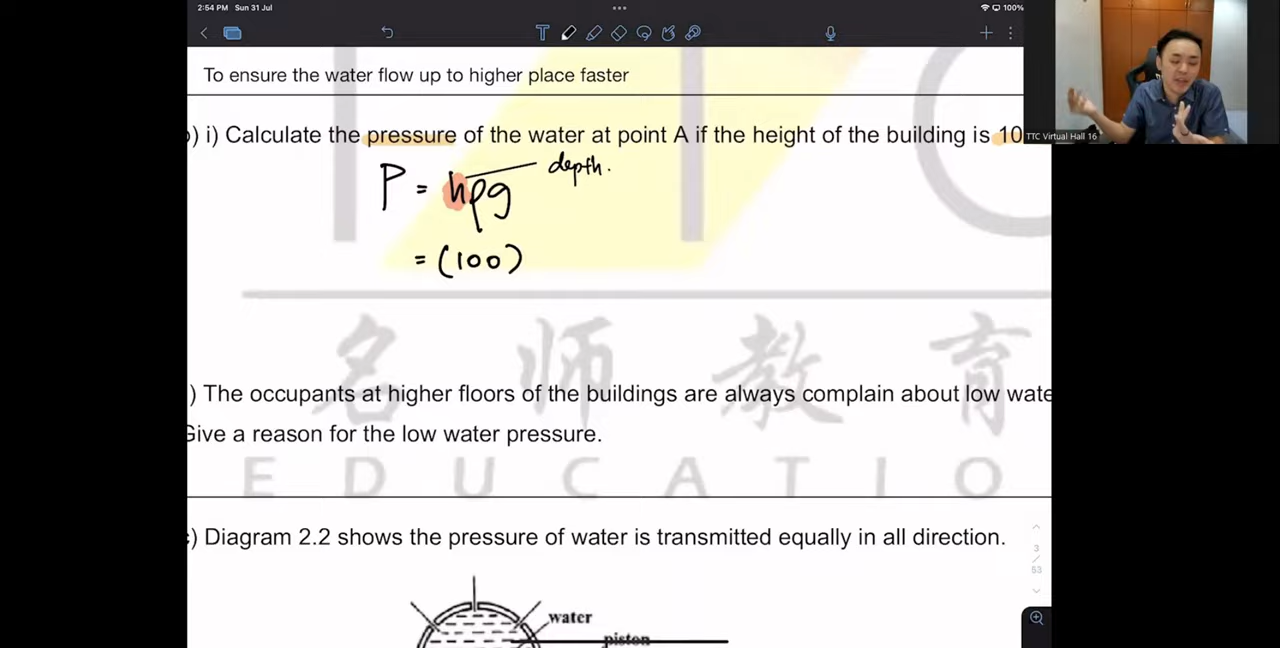 2:54 PM Sun 31 Jul
100%
To ensure the water flow up to higher place faster
) i) Calculate the pressure of the water at point A if the height of the building is 10
TTC Virtual Hall 16
P = hρg
depth.
= (100)
名师教育
) The occupants at higher floors of the buildings are always complain about low wate
Give a reason for the low water pressure.
EDUCATIO
) Diagram 2.2 shows the pressure of water is transmitted equally in all direction.
3
/
63
water
piston